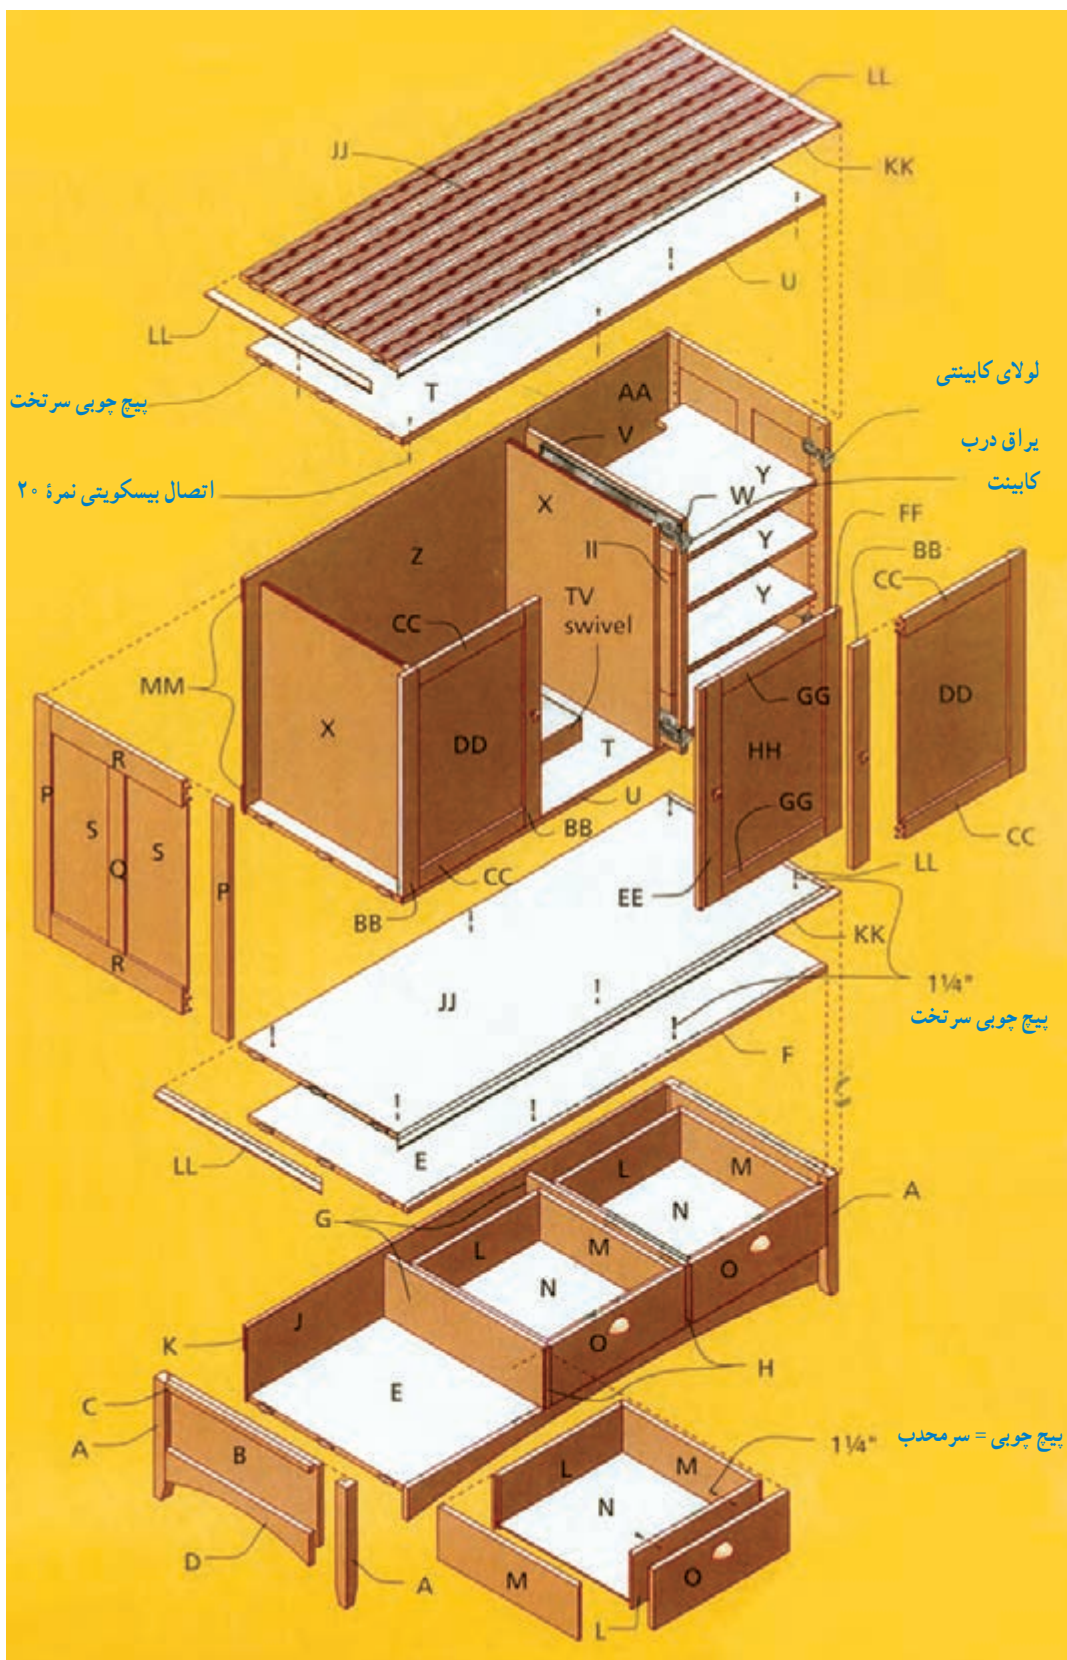 LL
JJ
KK
U
LL
T
پیچ چوبی سرتخت
لولای کابینتی
AA
V
یراق درب
کابینت
Y
W
اتصال بیسکویتی نمرۀ ۲۰
X
FF
II
Y
BB
Z
CC
TV
swivel
Y
CC
MM
GG
DD
X
DD
HH
T
R
P
U
GG
S
S
BB
CC
Q
P
CC
LL
EE
BB
KK
R
JJ
1¼"
پیچ چوبی سرتخت
F
E
LL
L
M
A
G
N
L
M
O
N
J
K
O
H
E
C
A
B
1¼"
پیچ چوبی = سرمحدب
L
M
N
D
A
M
O
L